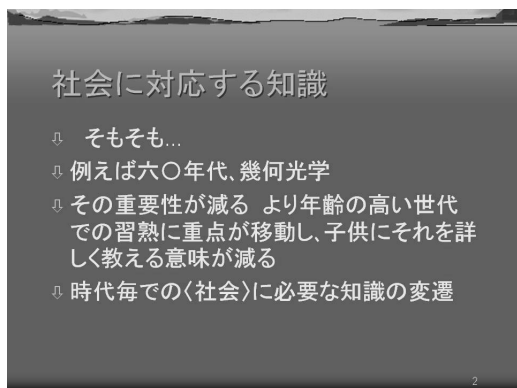 社会に対応する知識
⇩ そもそも...
⇩ 例えば六〇年代、幾何光学
⇩ その重要性が減る より年齢の高い世代
での習熟に重点が移動し、子供にそれを詳
しく教える意味が減る
⇩ 時代毎での〈社会〉に必要な知識の変遷
2